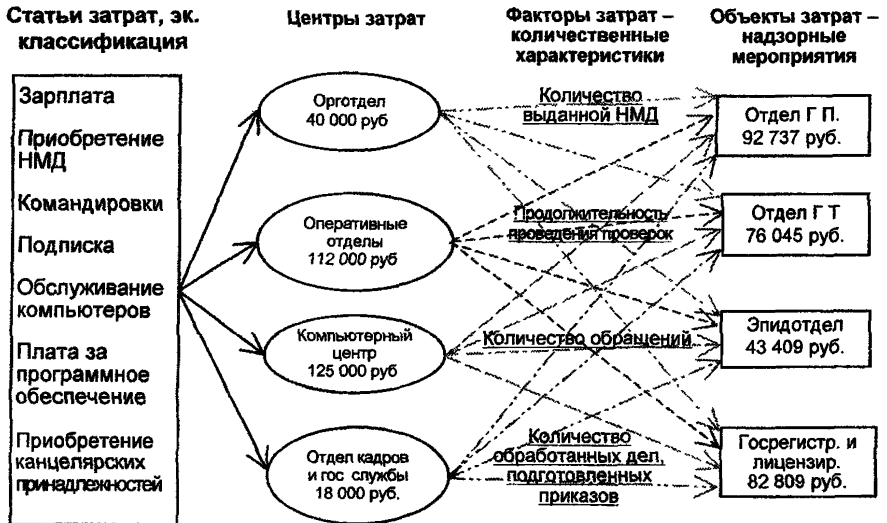 Статьи затрат, эк.
классификация
Центры затрат
Факторы затрат –
количественные
характеристики
Объекты затрат –
надзорные
мероприятия
Зарплата
Приобретение
НМД
Командировки
Подписка
Обслуживание
компьютеров
Плата за
программное
обеспечение
Приобретение
канцелярских
принадлежностей
Орготдел
40 000 руб
Оперативные
отделы
112 000 руб
Компьютерный
центр
125 000 руб
Отдел кадров
и гос службы
18 000 руб.
Количество
выданной НМД
Продолжительность
проведения проверок
Количество обращений
Количество
обработанных дел,
подготовленных
приказов
Отдел Г П.
92 737 руб.
Отдел Г Т
76 045 руб.
Эпидотдел
43 409 руб.
Госрегистр. и
лицензир.
82 809 руб.